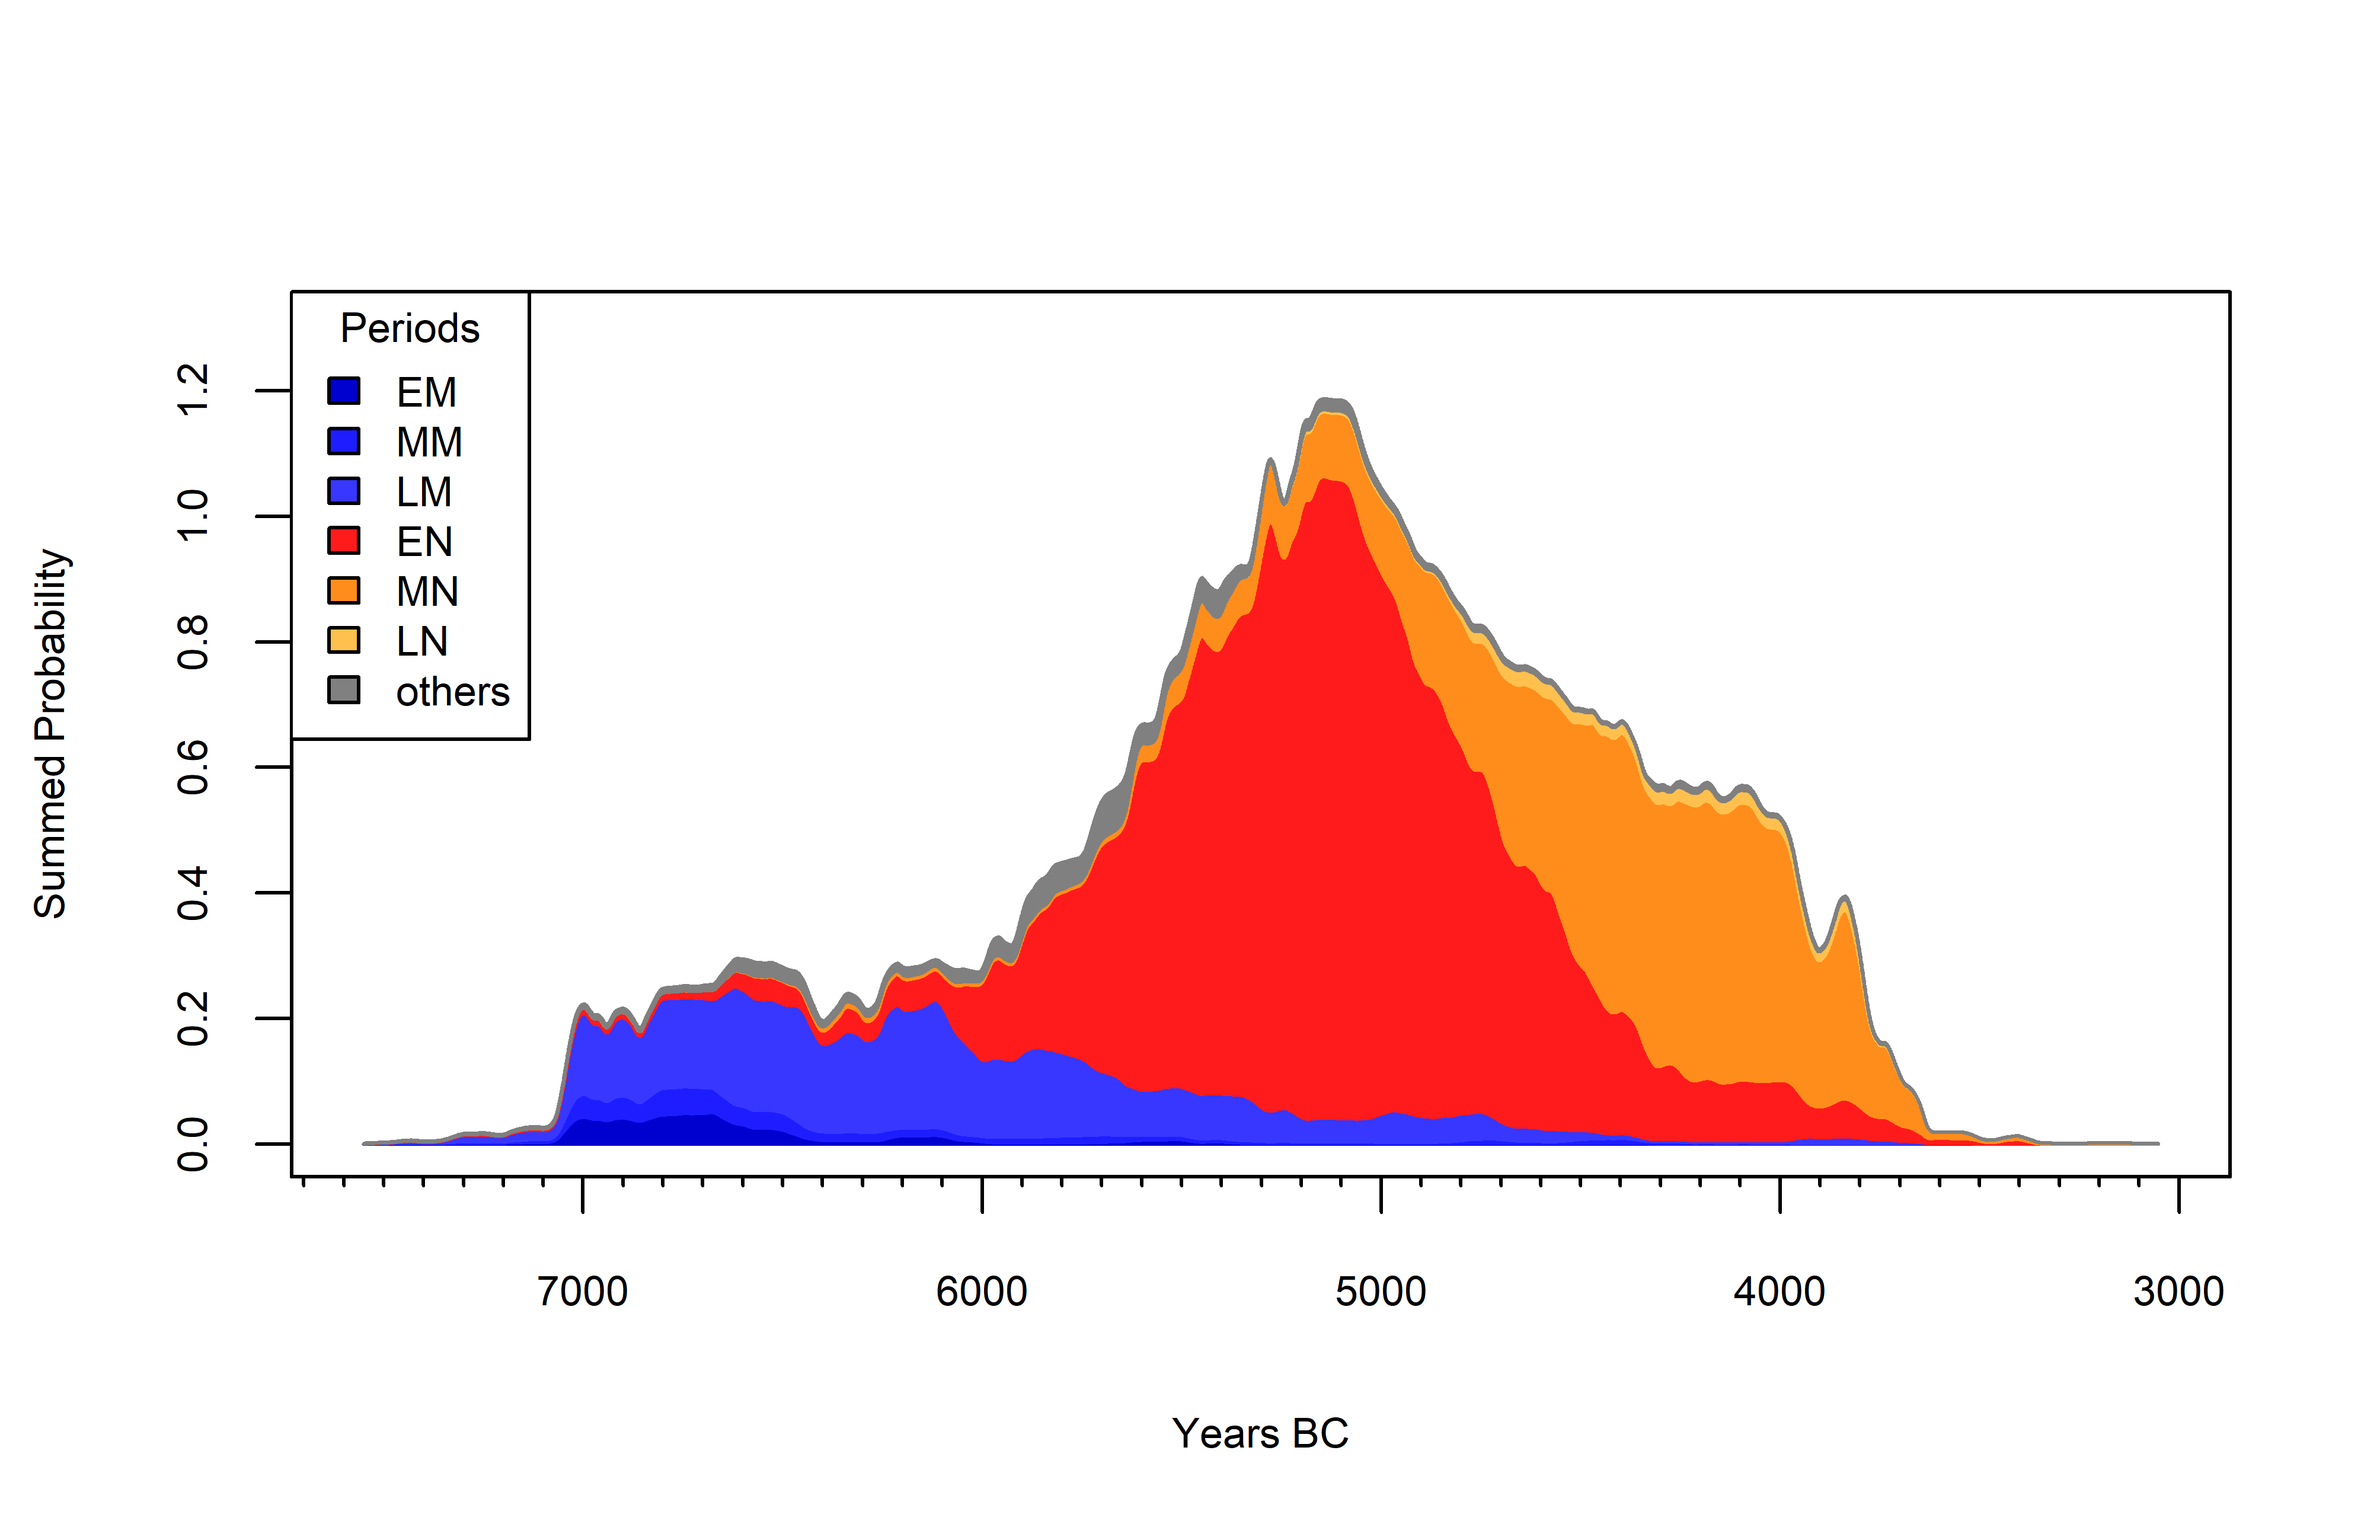 Periods
EM
MM
LM
EN
MN
LN
others
Summed Probability
1.2
1.0
0.8
0.6
0.4
0.2
0.0
7000 6000 5000 4000 3000
Years BC